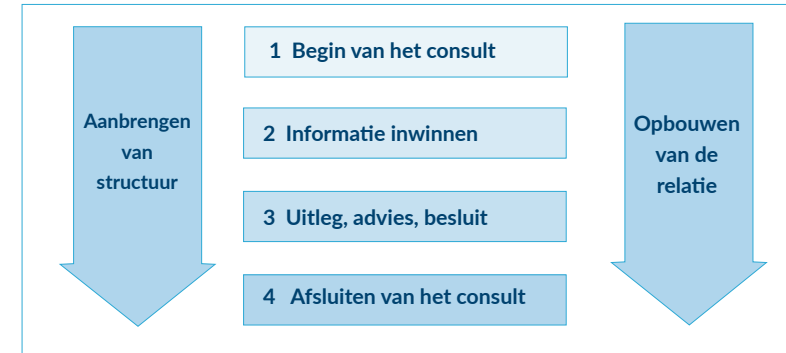 Aanbrengen
van
structuur
1 Begin van het consult
2 Informatie inwinnen
3 Uitleg, advies, besluit
4 Afsluiten van het consult
Opbouwen
van de
relatie